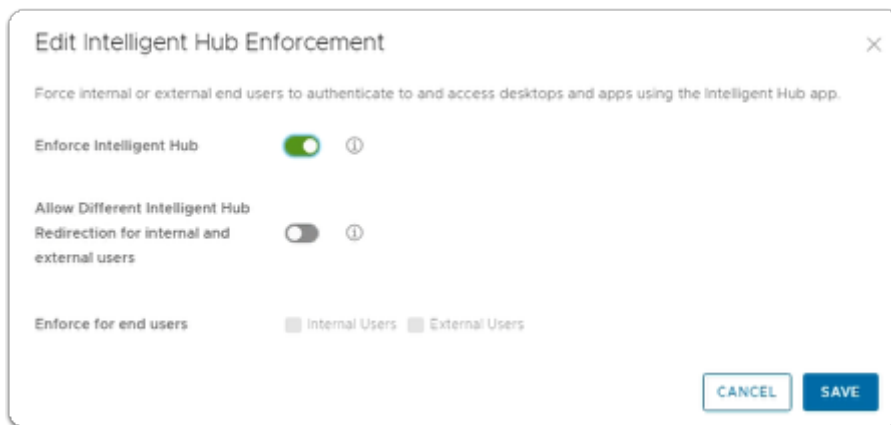 Edit Intelligent Hub Enforcement
Force internal or external end users to authenticate to and access desktops and apps using the Intelligent Hub app.
Enforce Intelligent Hub
Allow Different Intelligent Hub
Redirection for internal and
external users
Enforce for end users Internal Users External Users
CANCEL SAVE